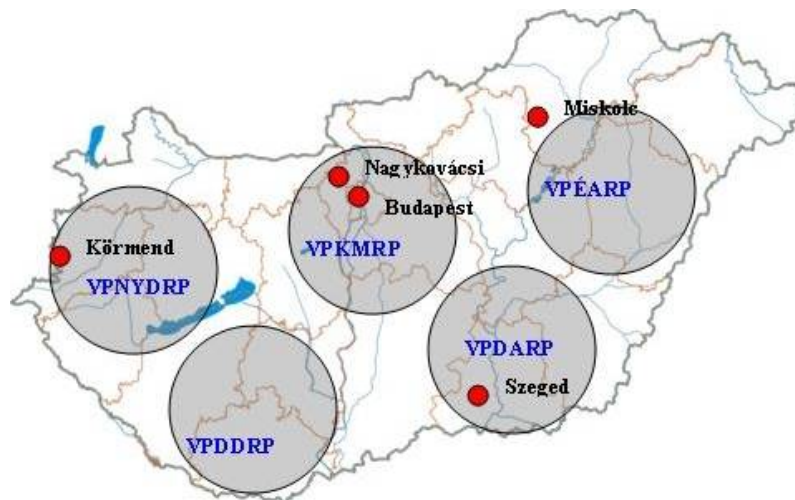 Miskolc
Nagykovácsi
VPÉARP
Budapest
Körmend
VPKMRP
VPNYDRP
VPDARP
Szeged
VPDDRP